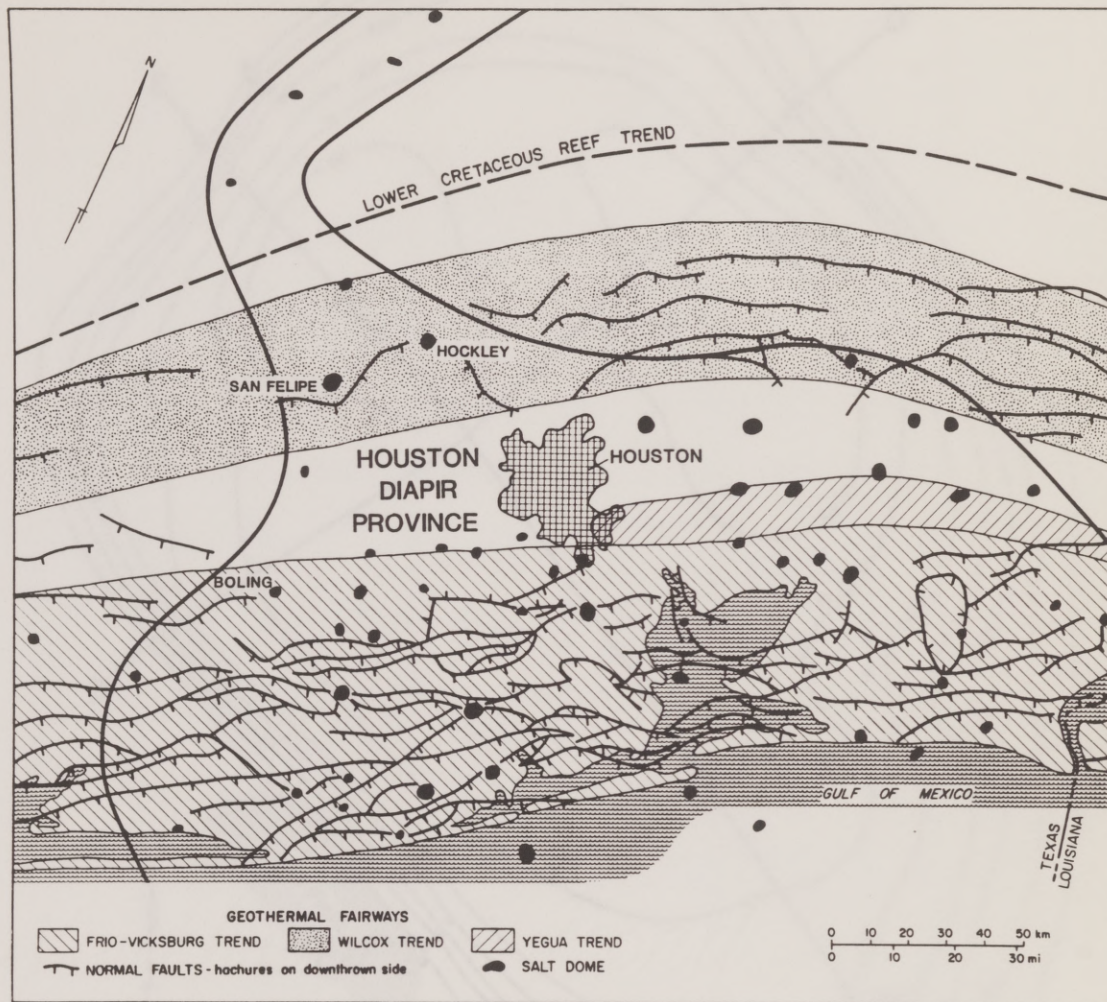 N
LOWER CRETACEOUS REEF TREND
HOCKLEY
SAN FELIPE
HOUSTON
DIAPIR
PROVINCE
HOUSTON
BOLING
GULF OF MEXICO
TEXAS
LOUISIANA
GEOTHERMAL FAIRWAYS
FRIO-VICKSBURG TREND
WILCOX TREND
YEGUA TREND
NORMAL FAULTS - hachures on downthrown side
SALT DOME
0 10 20 30 40 50 km
0 10 20 30 mi